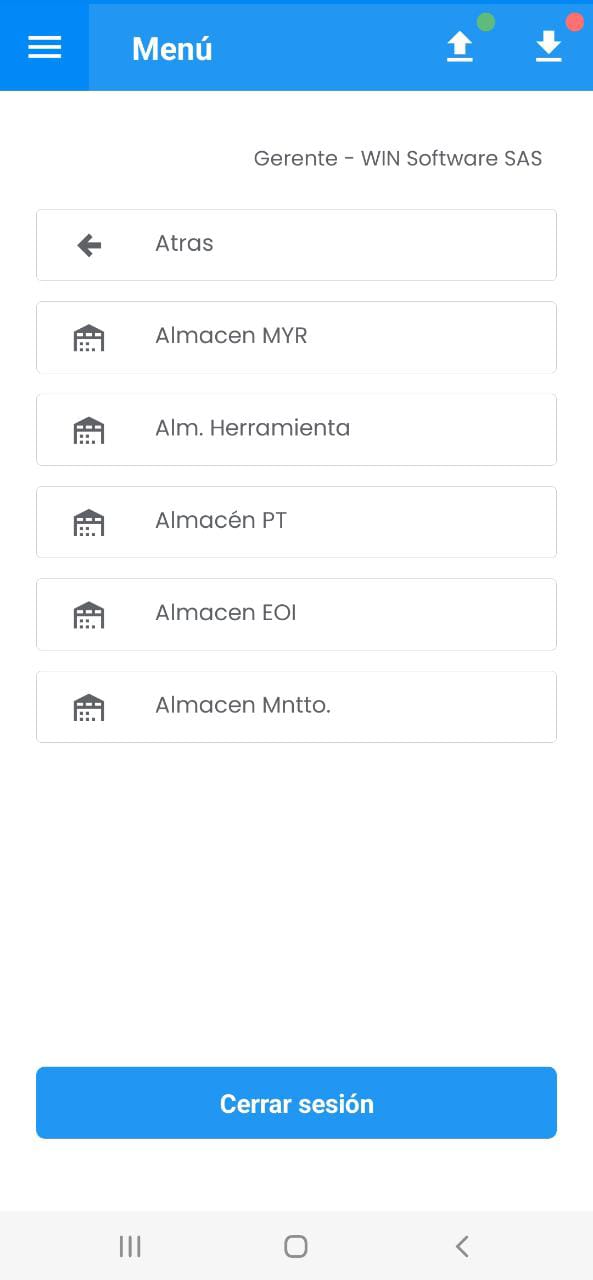 Menú
Gerente - WIN Software SAS
Atras
Almacen MYR
Alm. Herramienta
Almacén PT
Almacen EOI
Almacen Mntto.
Cerrar sesión